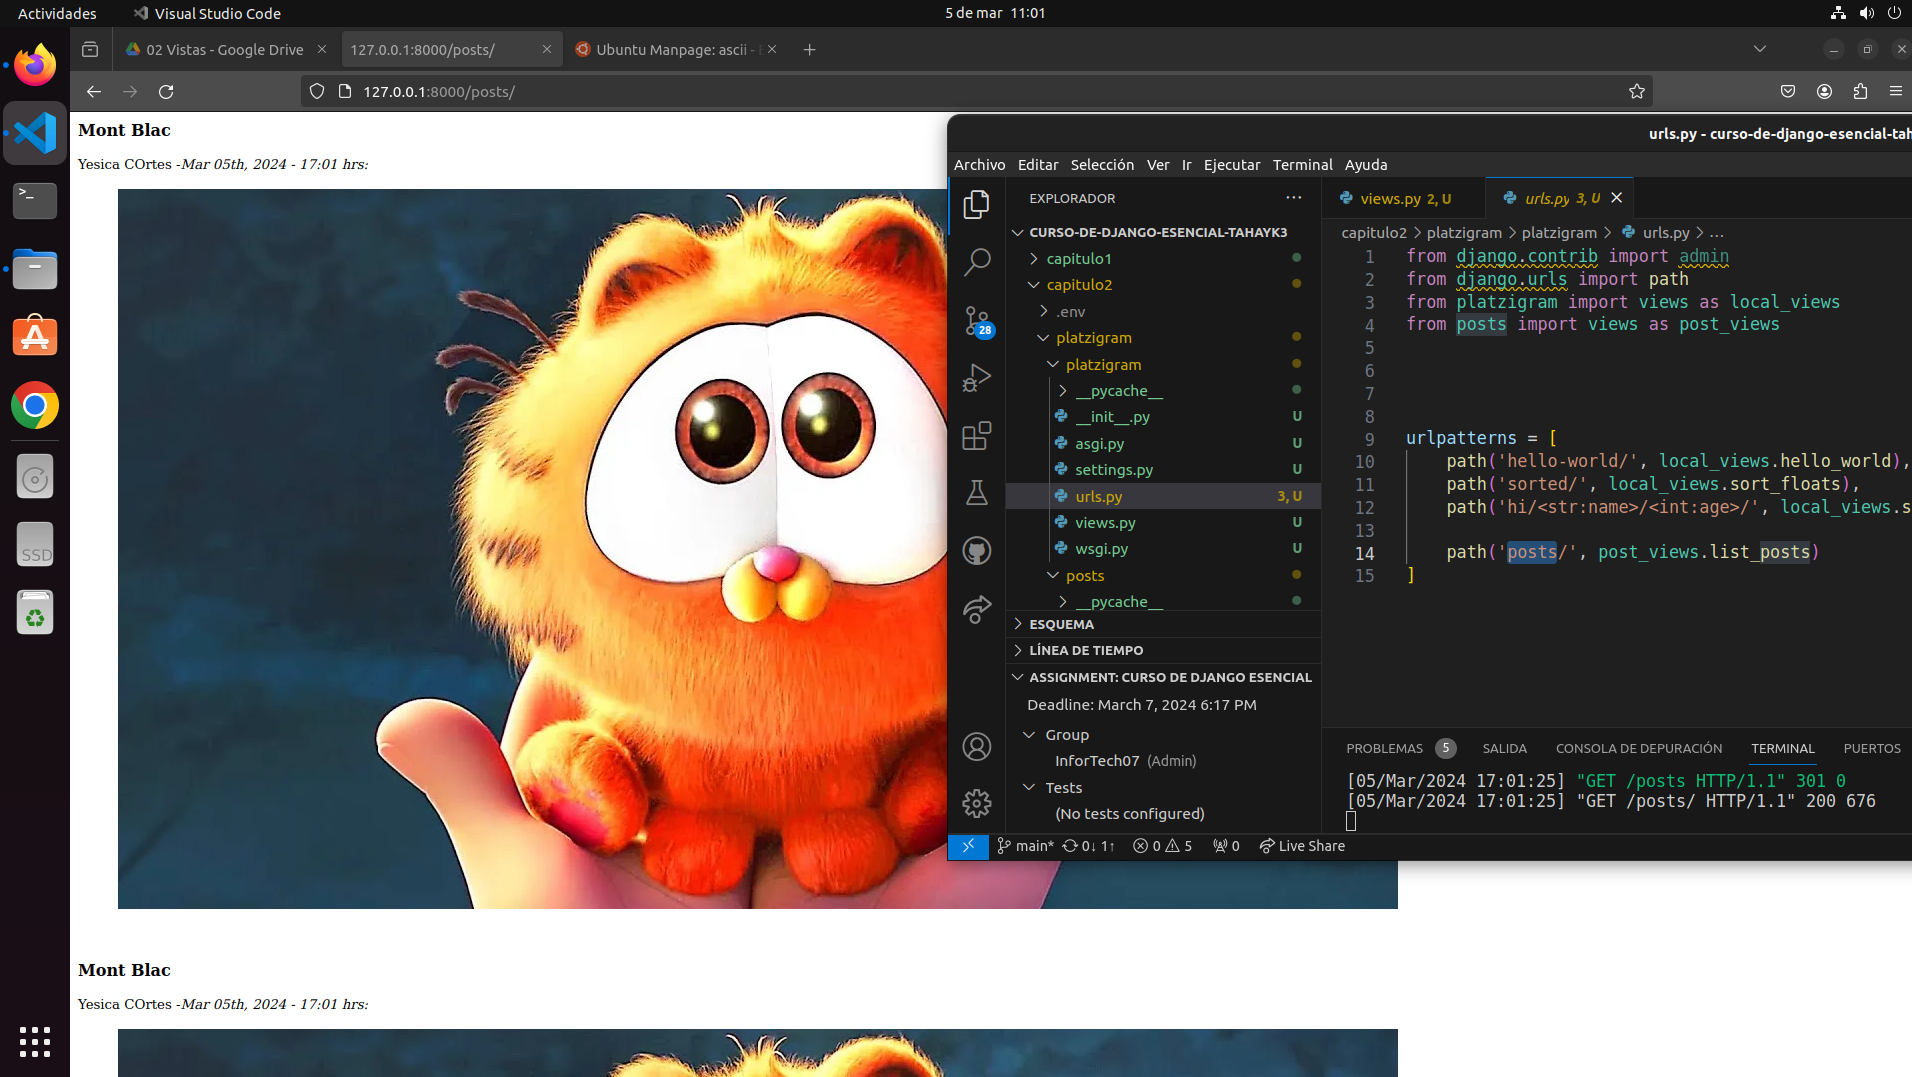 Actividades
Visual Studio Code
5 de mar 11:01
02 Vistas - Google Drive
127.0.0.1:8000/posts/
Ubuntu Manpage: ascii -
127.0.0.1:8000/posts/
Mont Blac
Yesica COrtes -Mar 05th, 2024 - 17:01 hrs:
Mont Blac
Yesica COrtes -Mar 05th, 2024 - 17:01 hrs:
SSD
urls.py - curso-de-django-esencial-tah
Archivo Editar Selección Ver Ir Ejecutar Terminal Ayuda
28
EXPLORADOR
CURSO-DE-DJANGO-ESENCIAL-TAHAYK3
capitulo1
capitulo2
.env
platzigram
platzigram
__pycache__
__init__.py U
asgi.py U
settings.py U
urls.py 3, U
views.py U
wsgi.py U
posts
__pycache__
ESQUEMA
LÍNEA DE TIEMPO
ASSIGNMENT: CURSO DE DJANGO ESENCIAL
Deadline: March 7, 2024 6:17 PM
Group
InforTech07 (Admin)
Tests
(No tests configured)
views.py 2, U
urls.py 3, U
capitulo2 > platzigram > platzigram > urls.py > ...
1 from django.contrib import admin
2 from django.urls import path
3 from platzigram import views as local_views
4 from posts import views as post_views
5
6
7
8
9 urlpatterns = [
10 path('hello-world/', local_views.hello_world),
11 path('sorted/', local_views.sort_floats),
12 path('hi/<str:name>/<int:age>/', local_views.s
13
14 path('posts/', post_views.list_posts)
15 ]
PROBLEMAS 5 SALIDA CONSOLA DE DEPURACIÓN TERMINAL PUERTOS
[05/Mar/2024 17:01:25] "GET /posts HTTP/1.1" 301 0
[05/Mar/2024 17:01:25] "GET /posts/ HTTP/1.1" 200 676
main* 0↓ 1↑ 0 5 0 Live Share